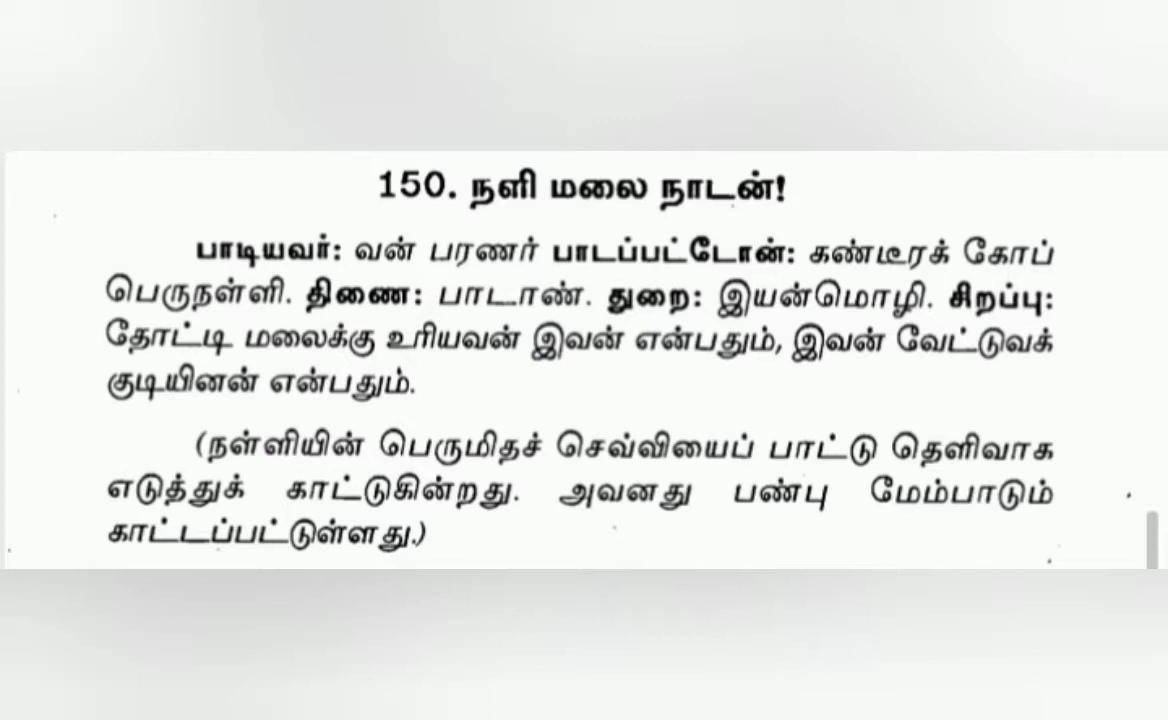 150. நளி மலை நாடன்!
பாடியவர்: வன் பரணர் பாடப்பட்டோன்: கண்டீரக் கோப்
பெருநள்ளி. திணை: பாடாண். துறை: இயன்மொழி. சிறப்பு:
தோட்டி மலைக்கு உரியவன் இவன் என்பதும், இவன் வேட்டுவக்
குடியினன் என்பதும்.
(நள்ளியின் பெருமிதச் செவ்வியைப் பாட்டு தெளிவாக
எடுத்துக் காட்டுகின்றது. அவனது பண்பு மேம்பாடும்
காட்டப்பட்டுள்ளது.)